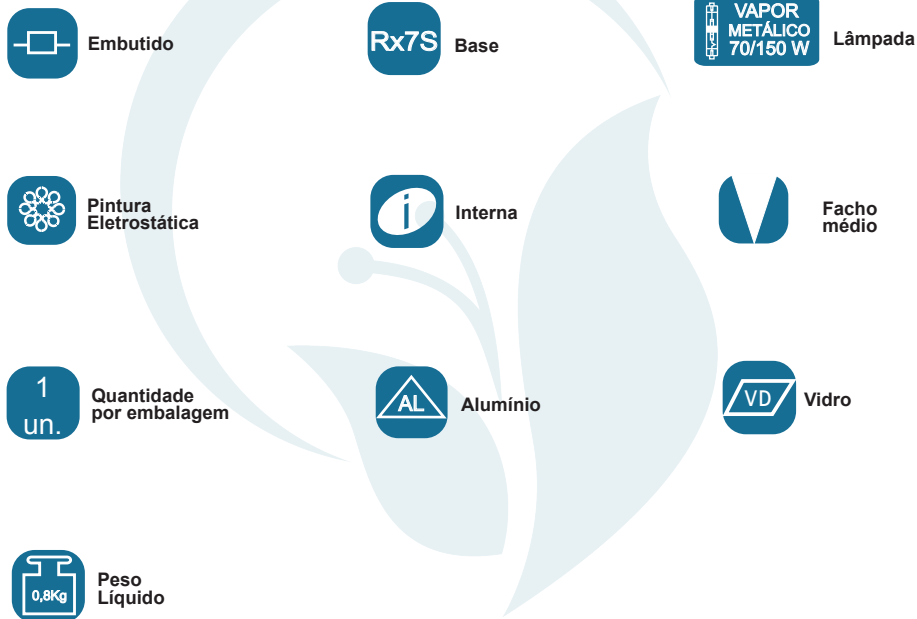 Embutido
Rx7S
Base
VAPOR
METÁLICO
70/150 W
Lâmpada
Pintura
Eletrostática
i
Interna
Facho
médio
1
un.
Quantidade
por embalagem
AL
Alumínio
VD
Vidro
0,8Kg
Peso
Líquido